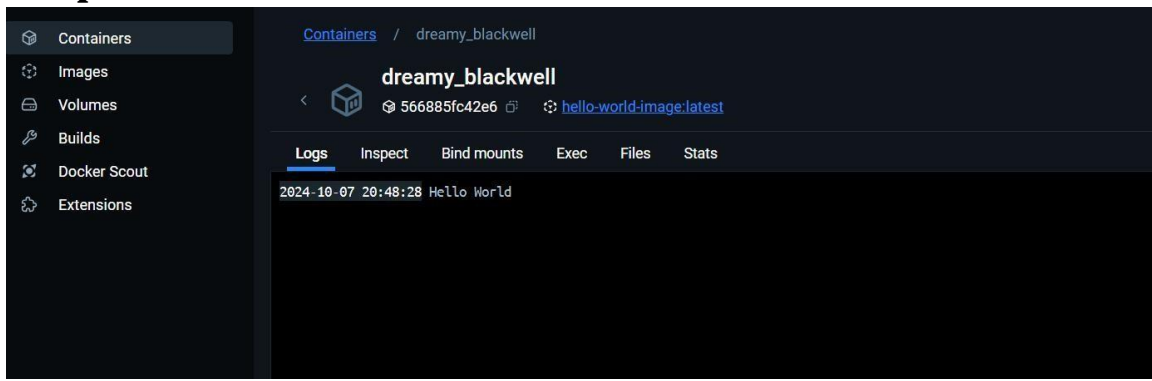 Containers
Images
Volumes
Builds
Docker Scout
Extensions
Containers / dreamy_blackwell
dreamy_blackwell
566885fc42e6 hello-world-image:latest
Logs Inspect Bind mounts Exec Files Stats
2024-10-07 20:48:28 Hello World